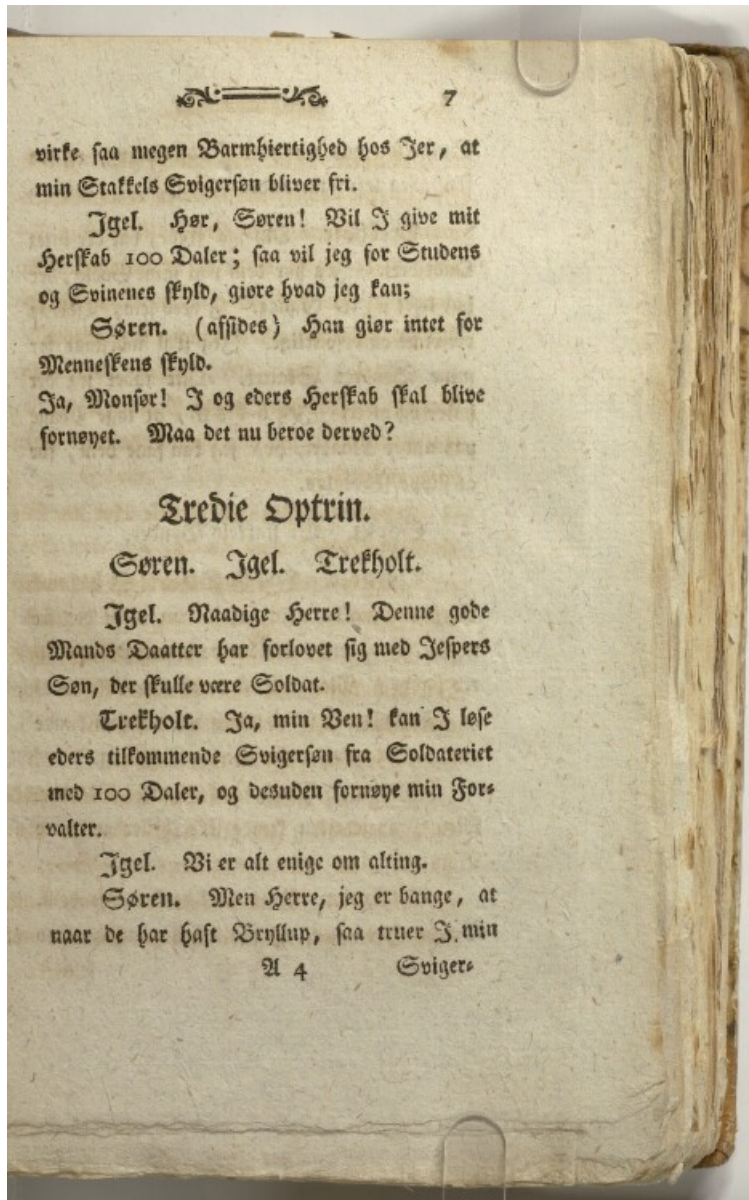 7
virke saa megen Barmhiertighed hos Jer, at
min Stakkels Svigersøn bliver fri.
Igel. Hør, Søren! Vil I give mit
Herskab 100 Daler; saa vil jeg for Studens
og Svinenes skyld, giøre hvad jeg kan;
Søren. (afsides) Han giør intet for
Menneskens skyld.
Ja, Monsør! I og eders Herskab skal blive
fornøyet. Maa det nu beroe derved?
Tredie Optrin.
Søren. Igel. Trekholt.
Igel. Naadige Herre! Denne gode
Mands Daatter har forlovet sig med Jespers
Søn, der skulle være Soldat.
Trekholt. Ja, min Ven! kan I løse
eders tilkommende Svigersøn fra Soldateriet
med 100 Daler, og desuden fornøye min For-
valter.
Igel. Vi er alt enige om alting.
Søren. Men Herre, jeg er bange, at
naar de har haft Bryllup, saa truer I min
A 4 Sviger-